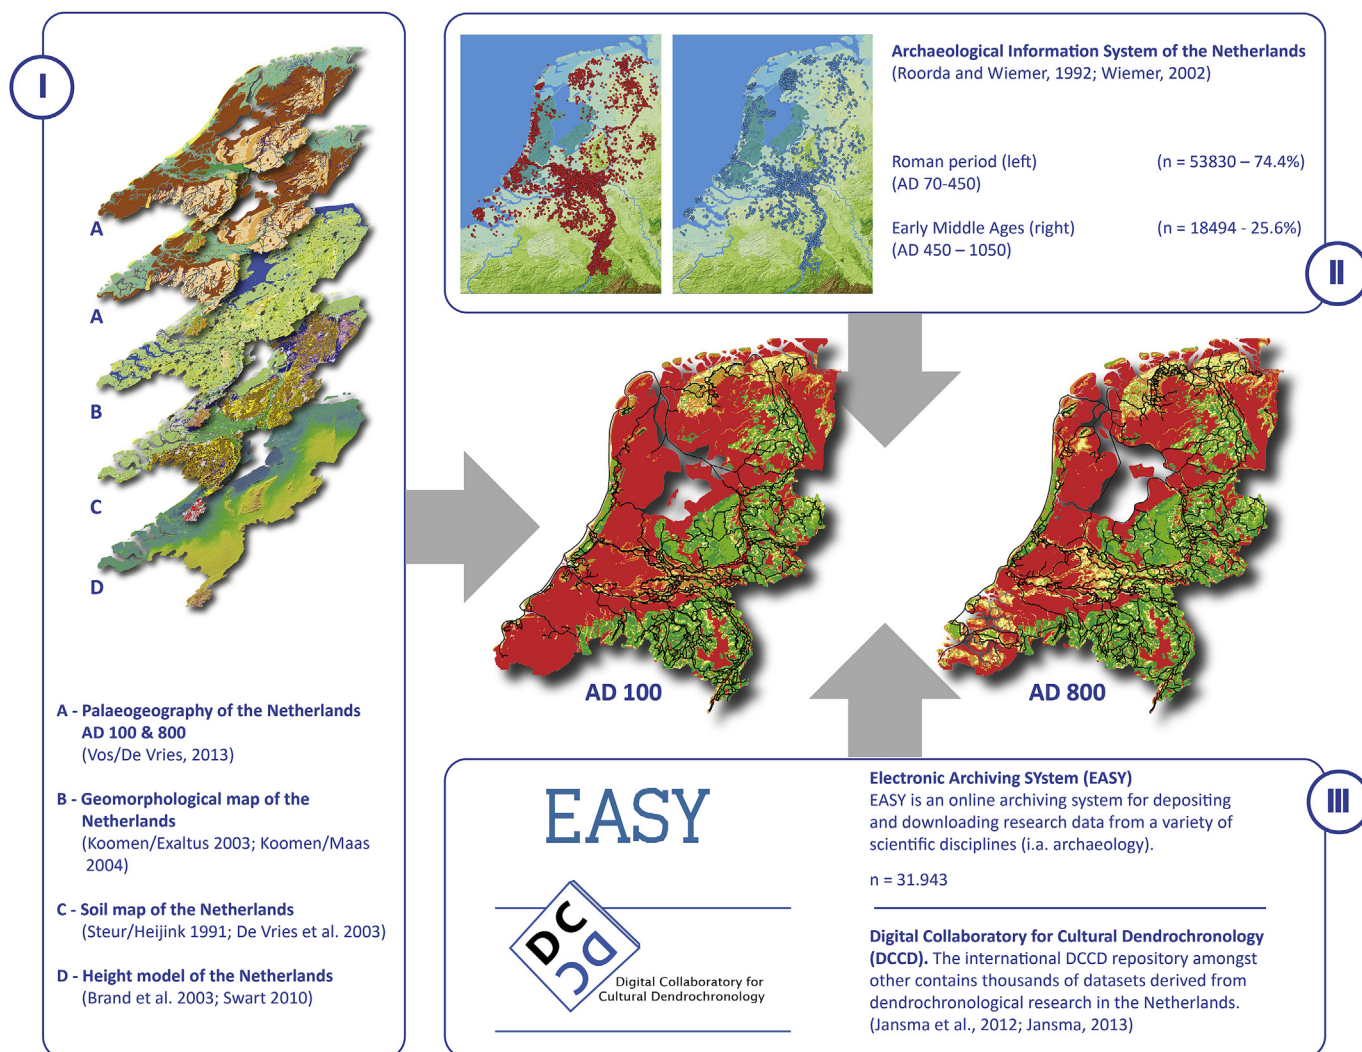 I
A
A
B
C
D
A - Palaeogeography of the Netherlands
AD 100 & 800
(Vos/De Vries, 2013)
B - Geomorphological map of the
Netherlands
(Koomen/Exaltus 2003; Koomen/Maas
2004)
C - Soil map of the Netherlands
(Steur/Heijink 1991; De Vries et al. 2003)
D - Height model of the Netherlands
(Brand et al. 2003; Swart 2010)
Archaeological Information System of the Netherlands
(Roorda and Wiemer, 1992; Wiemer, 2002)
Roman period (left) (n = 53830 – 74.4%)
(AD 70-450)
Early Middle Ages (right) (n = 18494 - 25.6%)
(AD 450 – 1050)
II
AD 100
AD 800
EASY
DC
DC
Digital Collaboratory for
Cultural Dendrochronology
Electronic Archiving SYstem (EASY)
EASY is an online archiving system for depositing
and downloading research data from a variety of
scientific disciplines (i.a. archaeology).
n = 31.943
Digital Collaboratory for Cultural Dendrochronology
(DCCD). The international DCCD repository amongst
other contains thousands of datasets derived from
dendrochronological research in the Netherlands.
(Jansma et al., 2012; Jansma, 2013)
III